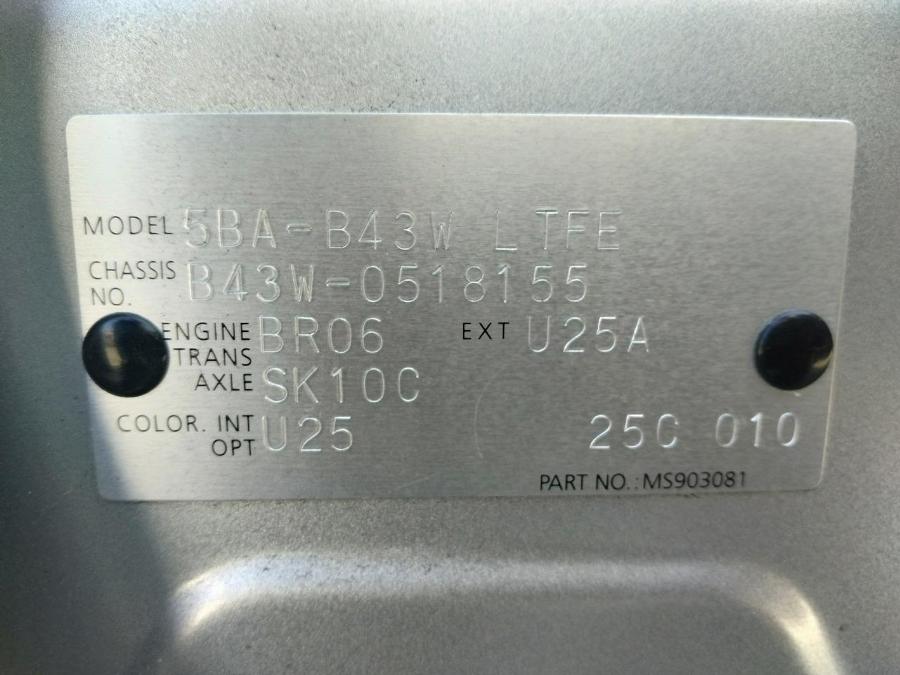 MODEL 5BA-B43W LTFE
CHASSIS NO. B43W-0518155
ENGINE BR06 EXT U25A
TRANS AXLE SK10C
COLOR. INT OPT U25 25C 010
PART NO.:MS903081